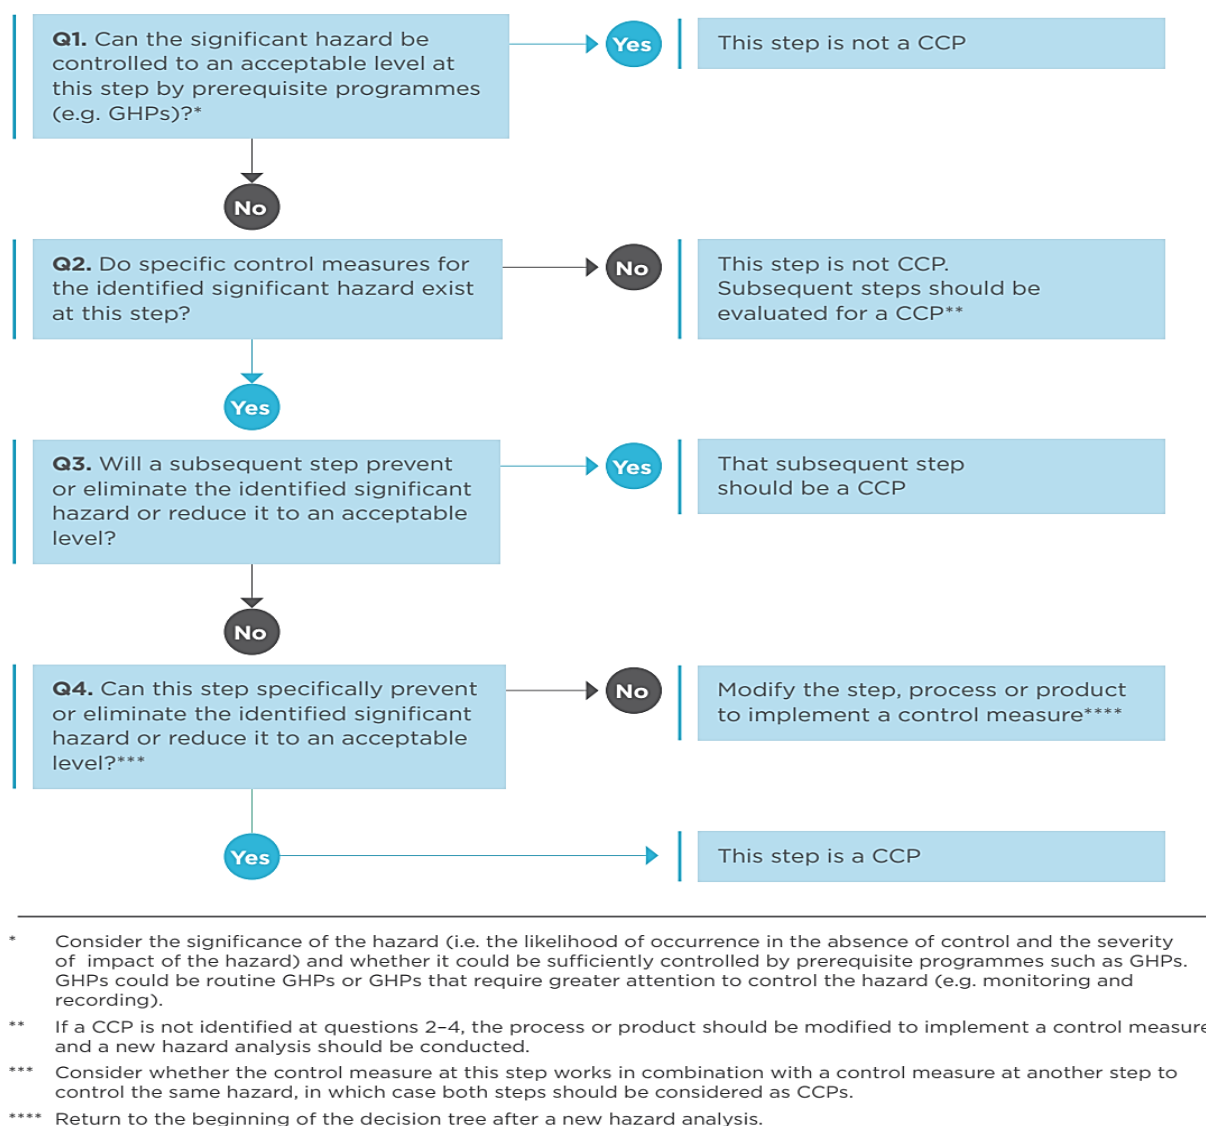 Q1. Can the significant hazard be
controlled to an acceptable level at
this step by prerequisite programmes
(e.g. GHPs)?*
Yes
This step is not a CCP
No
Q2. Do specific control measures for
the identified significant hazard exist
at this step?
No
This step is not CCP.
Subsequent steps should be
evaluated for a CCP**
Yes
Q3. Will a subsequent step prevent
or eliminate the identified significant
hazard or reduce it to an acceptable
level?
Yes
That subsequent step
should be a CCP
No
Q4. Can this step specifically prevent
or eliminate the identified significant
hazard or reduce it to an acceptable
level?***
No
Modify the step, process or product
to implement a control measure****
Yes
This step is a CCP
* Consider the significance of the hazard (i.e. the likelihood of occurrence in the absence of control and the severity
of impact of the hazard) and whether it could be sufficiently controlled by prerequisite programmes such as GHPs.
GHPs could be routine GHPs or GHPs that require greater attention to control the hazard (e.g. monitoring and
recording).
** If a CCP is not identified at questions 2–4, the process or product should be modified to implement a control measure
and a new hazard analysis should be conducted.
*** Consider whether the control measure at this step works in combination with a control measure at another step to
control the same hazard, in which case both steps should be considered as CCPs.
**** Return to the beginning of the decision tree after a new hazard analysis.